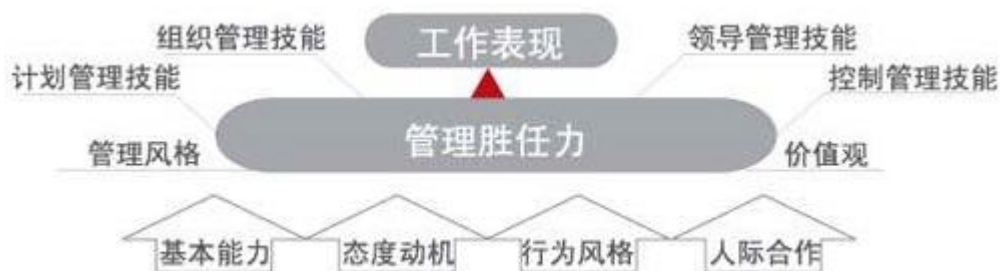 工作表现
组织管理技能
领导管理技能
计划管理技能
控制管理技能
管理胜任力
管理风格
价值观
基本能力
态度动机
行为风格
人际合作